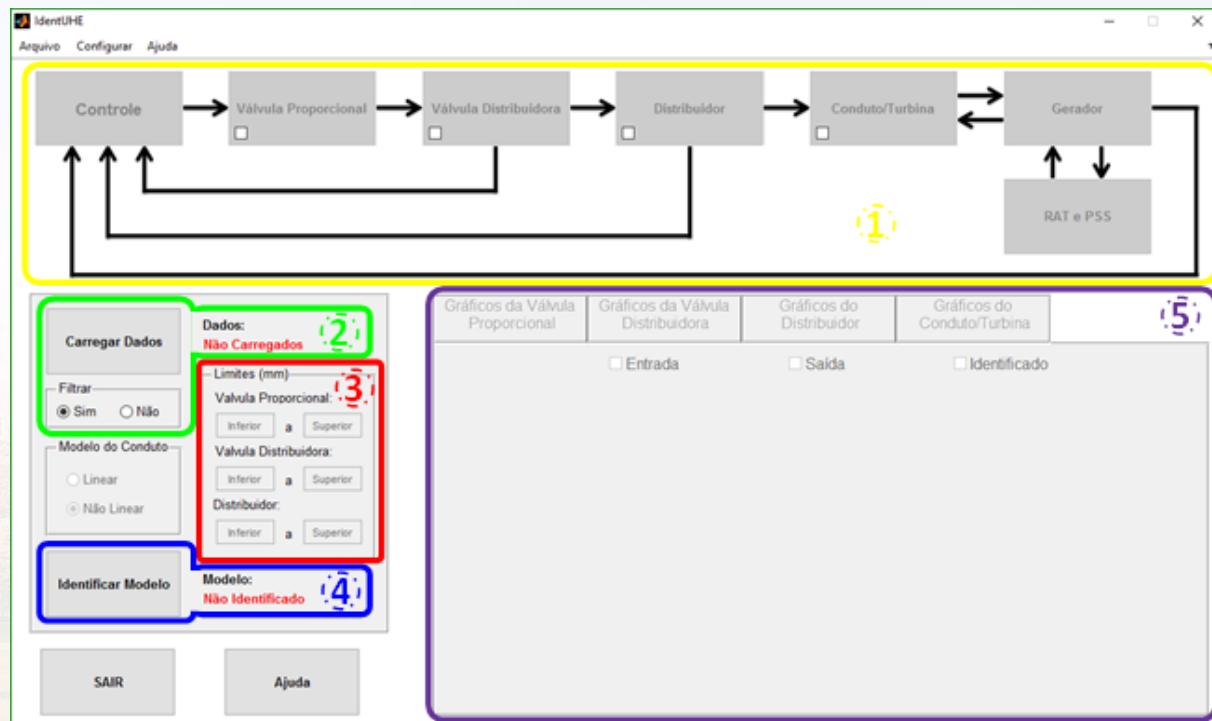 IdentUHE
Arquivo Configurar Ajuda
Controle
Válvula Proporcional
Válvula Distribuidora
Distribuidor
Conduto/Turbina
Gerador
RAT e PSS
1
Carregar Dados
Dados:
Não Carregados
2
Filtrar
Sim Não
Limites (mm)
3
Valvula Proporcional:
Inferior a Superior
Valvula Distribuidora:
Inferior a Superior
Distribuidor:
Inferior a Superior
Modelo do Conduto
Linear
Não Linear
Identificar Modelo
Modelo:
Não Identificado
4
SAIR
Ajuda
Gráficos da Válvula
Proporcional
Gráficos da Válvula
Distribuidora
Gráficos do
Distribuidor
Gráficos do
Conduto/Turbina
5
Entrada Saída Identificado